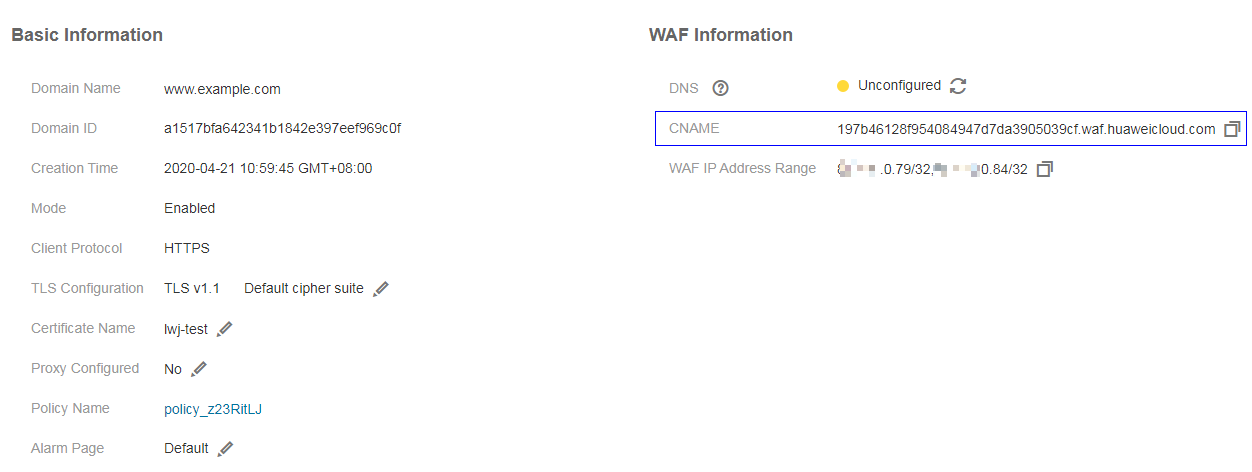 Basic Information
Domain Name www.example.com
Domain ID a1517bfa642341b1842e397eef969c0f
Creation Time 2020-04-21 10:59:45 GMT+08:00
Mode Enabled
Client Protocol HTTPS
TLS Configuration TLS v1.1 Default cipher suite
Certificate Name lwj-test
Proxy Configured No
Policy Name policy_z23RitLJ
Alarm Page Default
WAF Information
DNS ? Unconfigured
CNAME 197b46128f954084947d7da3905039cf.waf.huaweicloud.com
WAF IP Address Range .0.79/32, 0.84/32